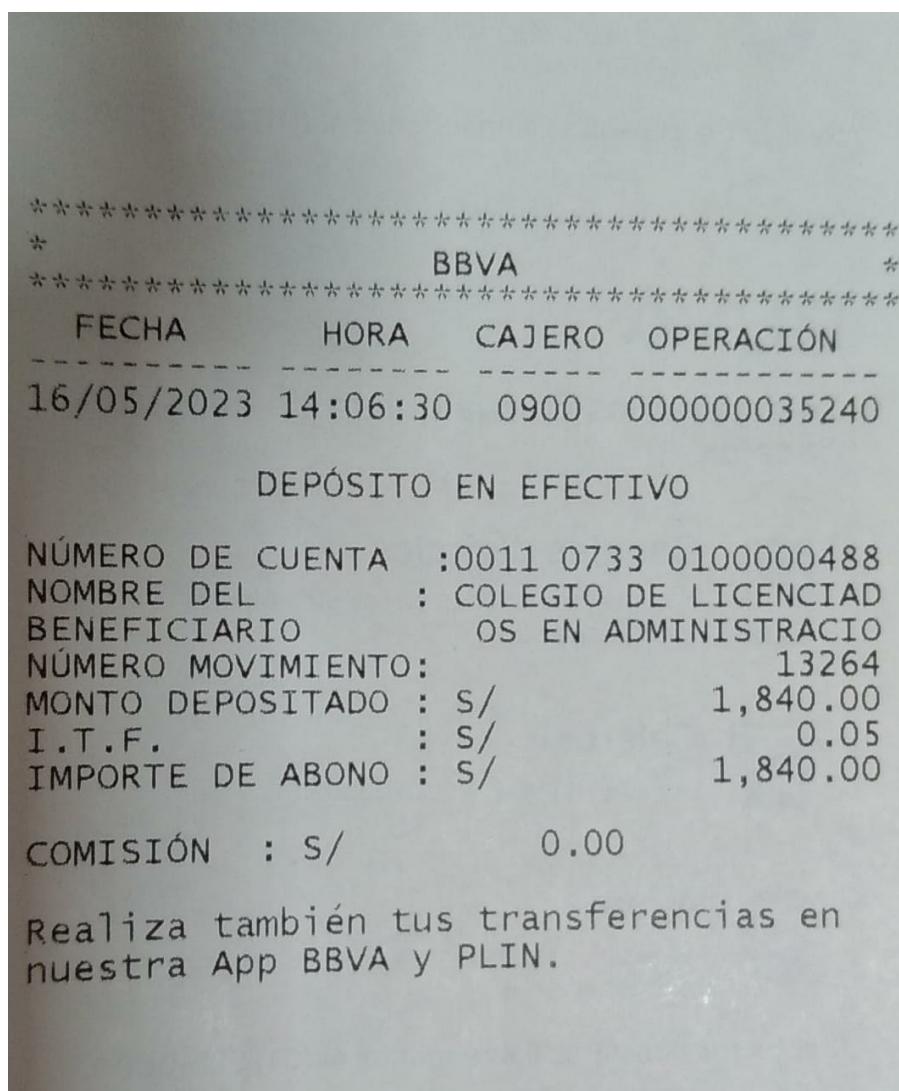 ****************************************
* BBVA *
****************************************
FECHA HORA CAJERO OPERACIÓN
---------- -------- ------ ------------
16/05/2023 14:06:30 0900 000000035240
DEPÓSITO EN EFECTIVO
NÚMERO DE CUENTA :0011 0733 0100000488
NOMBRE DEL : COLEGIO DE LICENCIAD
BENEFICIARIO OS EN ADMINISTRACIO
NÚMERO MOVIMIENTO: 13264
MONTO DEPOSITADO : S/ 1,840.00
I.T.F. : S/ 0.05
IMPORTE DE ABONO : S/ 1,840.00
COMISIÓN : S/ 0.00
Realiza también tus transferencias en
nuestra App BBVA y PLIN.